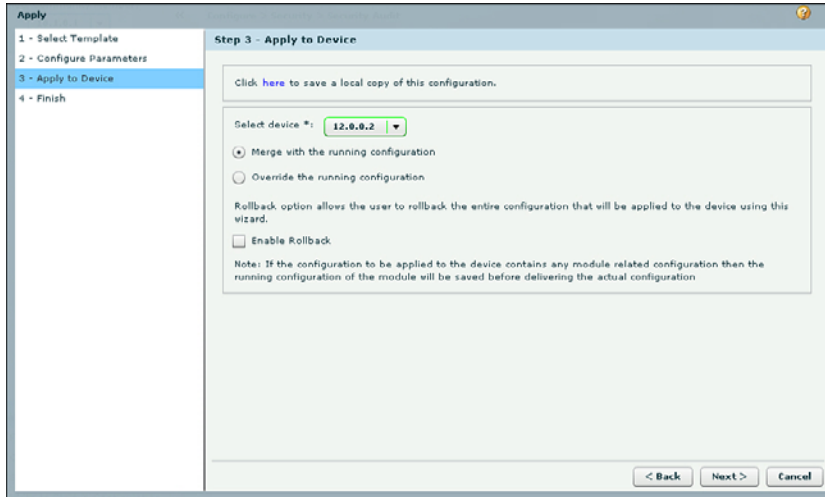 Apply
1 - Select Template
2 - Configure Parameters
3 - Apply to Device
4 - Finish
Step 3 - Apply to Device
Click here to save a local copy of this configuration.
Select device *: 12.0.0.2
Merge with the running configuration
Override the running configuration
Rollback option allows the user to rollback the entire configuration that will be applied to the device using this
wizard.
Enable Rollback
Note: If the configuration to be applied to the device contains any module related configuration then the
running configuration of the module will be saved before delivering the actual configuration
< Back
Next >
Cancel